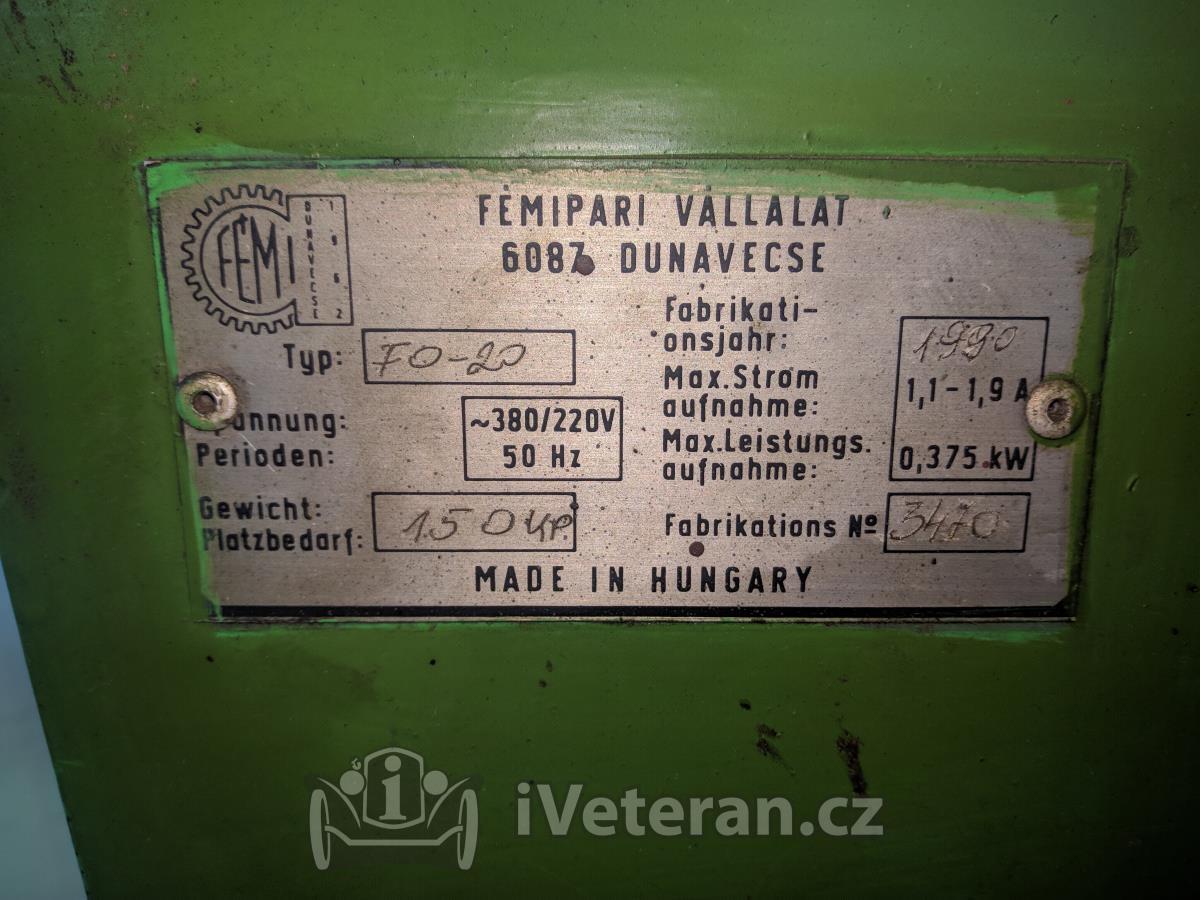 FÉMI
DUNAVECSE
1962
FÉMIPARI VÁLLALAT
6087 DUNAVECSE
Typ: FO-20
Spannung: ~380/220V
Perioden: 50 Hz
Gewicht:
Platzbedarf: 150 kp.
Fabrikati-
onsjahr: 1990
Max.Strom
aufnahme: 1,1-1,9 A
Max.Leistungs.
aufnahme: 0,375 kW
Fabrikations Nº 3470
MADE IN HUNGARY
iVeteran.cz